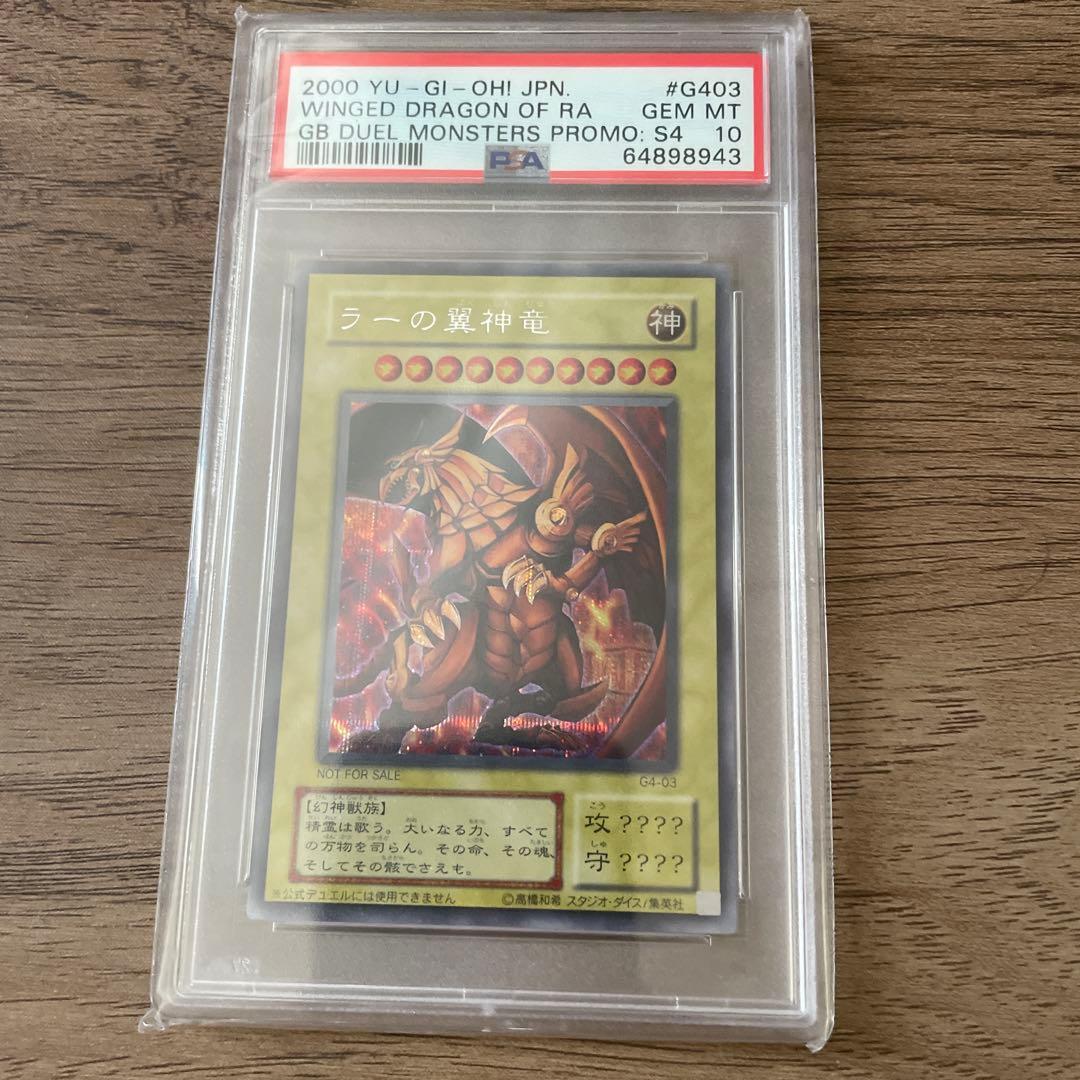 2000 YU-GI-OH! JPN. #G403
WINGED DRAGON OF RA GEM MT
GB DUEL MONSTERS PROMO: S4 10
PSA 64898943
ラーの翼神竜 神
NOT FOR SALE G4-03
【幻神獣族】
精霊は歌う。大いなる力、すべて
の万物を司らん。その命、その魂、
そしてその骸でさえも。
こう
攻????
しゅ
守????
※公式デュエルには使用できません ©高橋和希 スタジオ・ダイス/集英社